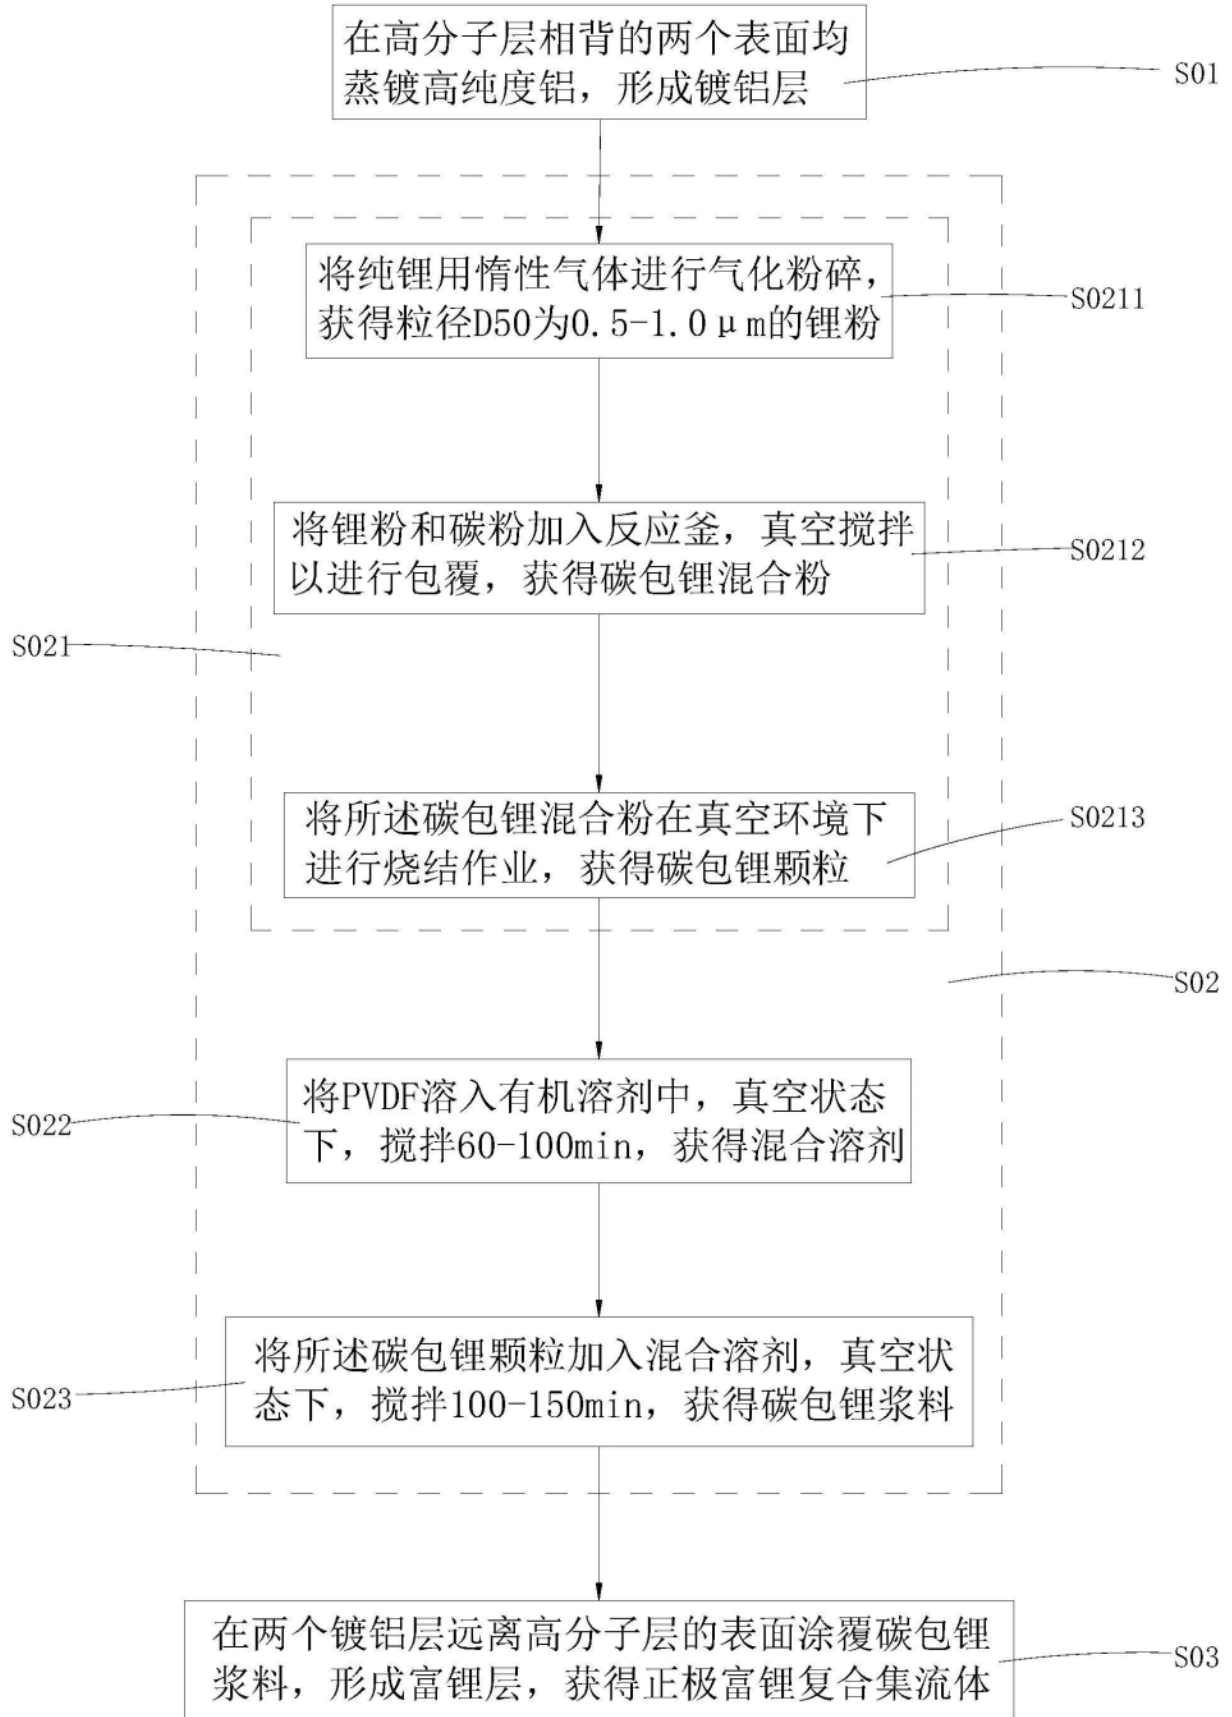 在高分子层相背的两个表面均
蒸镀高纯度铝，形成镀铝层
S01
将纯锂用惰性气体进行气化粉碎，
获得粒径D50为0.5-1.0μm的锂粉
S0211
将锂粉和碳粉加入反应釜，真空搅拌
以进行包覆，获得碳包锂混合粉
S0212
S021
将所述碳包锂混合粉在真空环境下
进行烧结作业，获得碳包锂颗粒
S0213
S02
将PVDF溶入有机溶剂中，真空状态
下，搅拌60-100min，获得混合溶剂
S022
将所述碳包锂颗粒加入混合溶剂，真空状
态下，搅拌100-150min，获得碳包锂浆料
S023
在两个镀铝层远离高分子层的表面涂覆碳包锂
浆料，形成富锂层，获得正极富锂复合集流体
S03